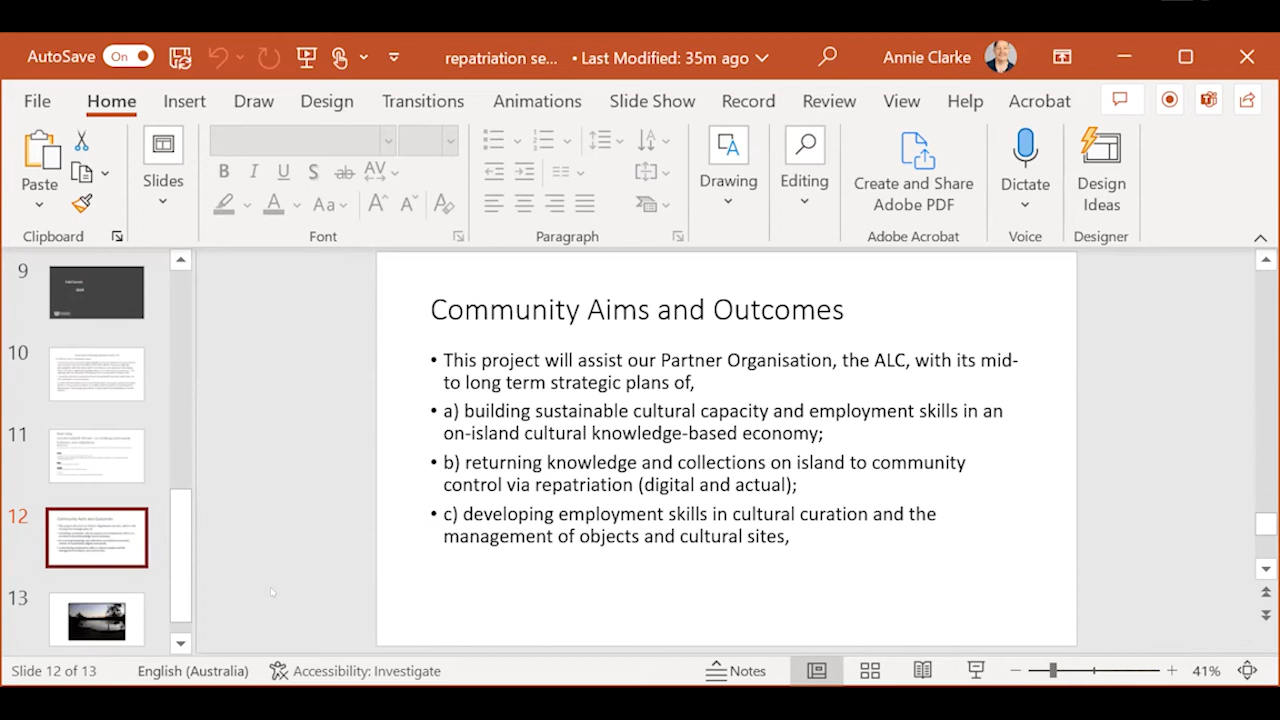 AutoSave On repatriation se... • Last Modified: 35m ago Annie Clarke
File Home Insert Draw Design Transitions Animations Slide Show Record Review View Help Acrobat
Paste Slides B I U S ab AV Aa A A A Drawing Editing Create and Share Adobe PDF Dictate Design Ideas
Clipboard Font Paragraph Adobe Acrobat Voice Designer
9
10
11
12
13
Community Aims and Outcomes
• This project will assist our Partner Organisation, the ALC, with its mid-
to long term strategic plans of,
• a) building sustainable cultural capacity and employment skills in an
on-island cultural knowledge-based economy;
• b) returning knowledge and collections on island to community
control via repatriation (digital and actual);
• c) developing employment skills in cultural curation and the
management of objects and cultural sites;
Slide 12 of 13 English (Australia) Accessibility: Investigate Notes 41%